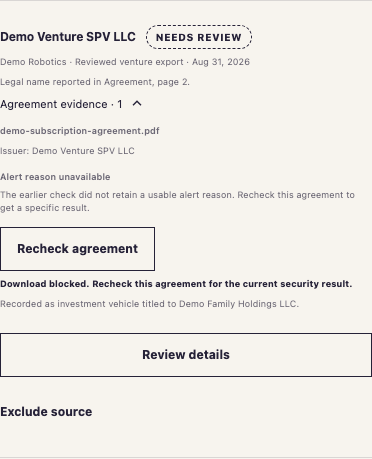 Demo Venture SPV LLC NEEDS REVIEW
Demo Robotics · Reviewed venture export · Aug 31, 2026
Legal name reported in Agreement, page 2.
Agreement evidence · 1
demo-subscription-agreement.pdf
Issuer: Demo Venture SPV LLC
Alert reason unavailable
The earlier check did not retain a usable alert reason. Recheck this agreement to
get a specific result.
Recheck agreement
Download blocked. Recheck this agreement for the current security result.
Recorded as investment vehicle titled to Demo Family Holdings LLC.
Review details
Exclude source